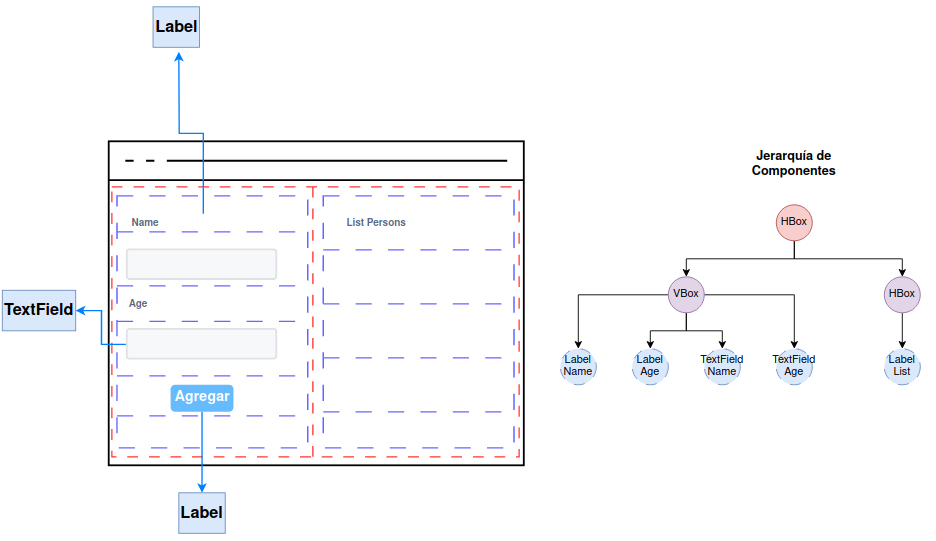 Label
Name
List Persons
TextField
Age
Agregar
Label
Jerarquía de
Componentes
HBox
VBox
HBox
Label
Name
Label
Age
TextField
Name
TextField
Age
Label
List